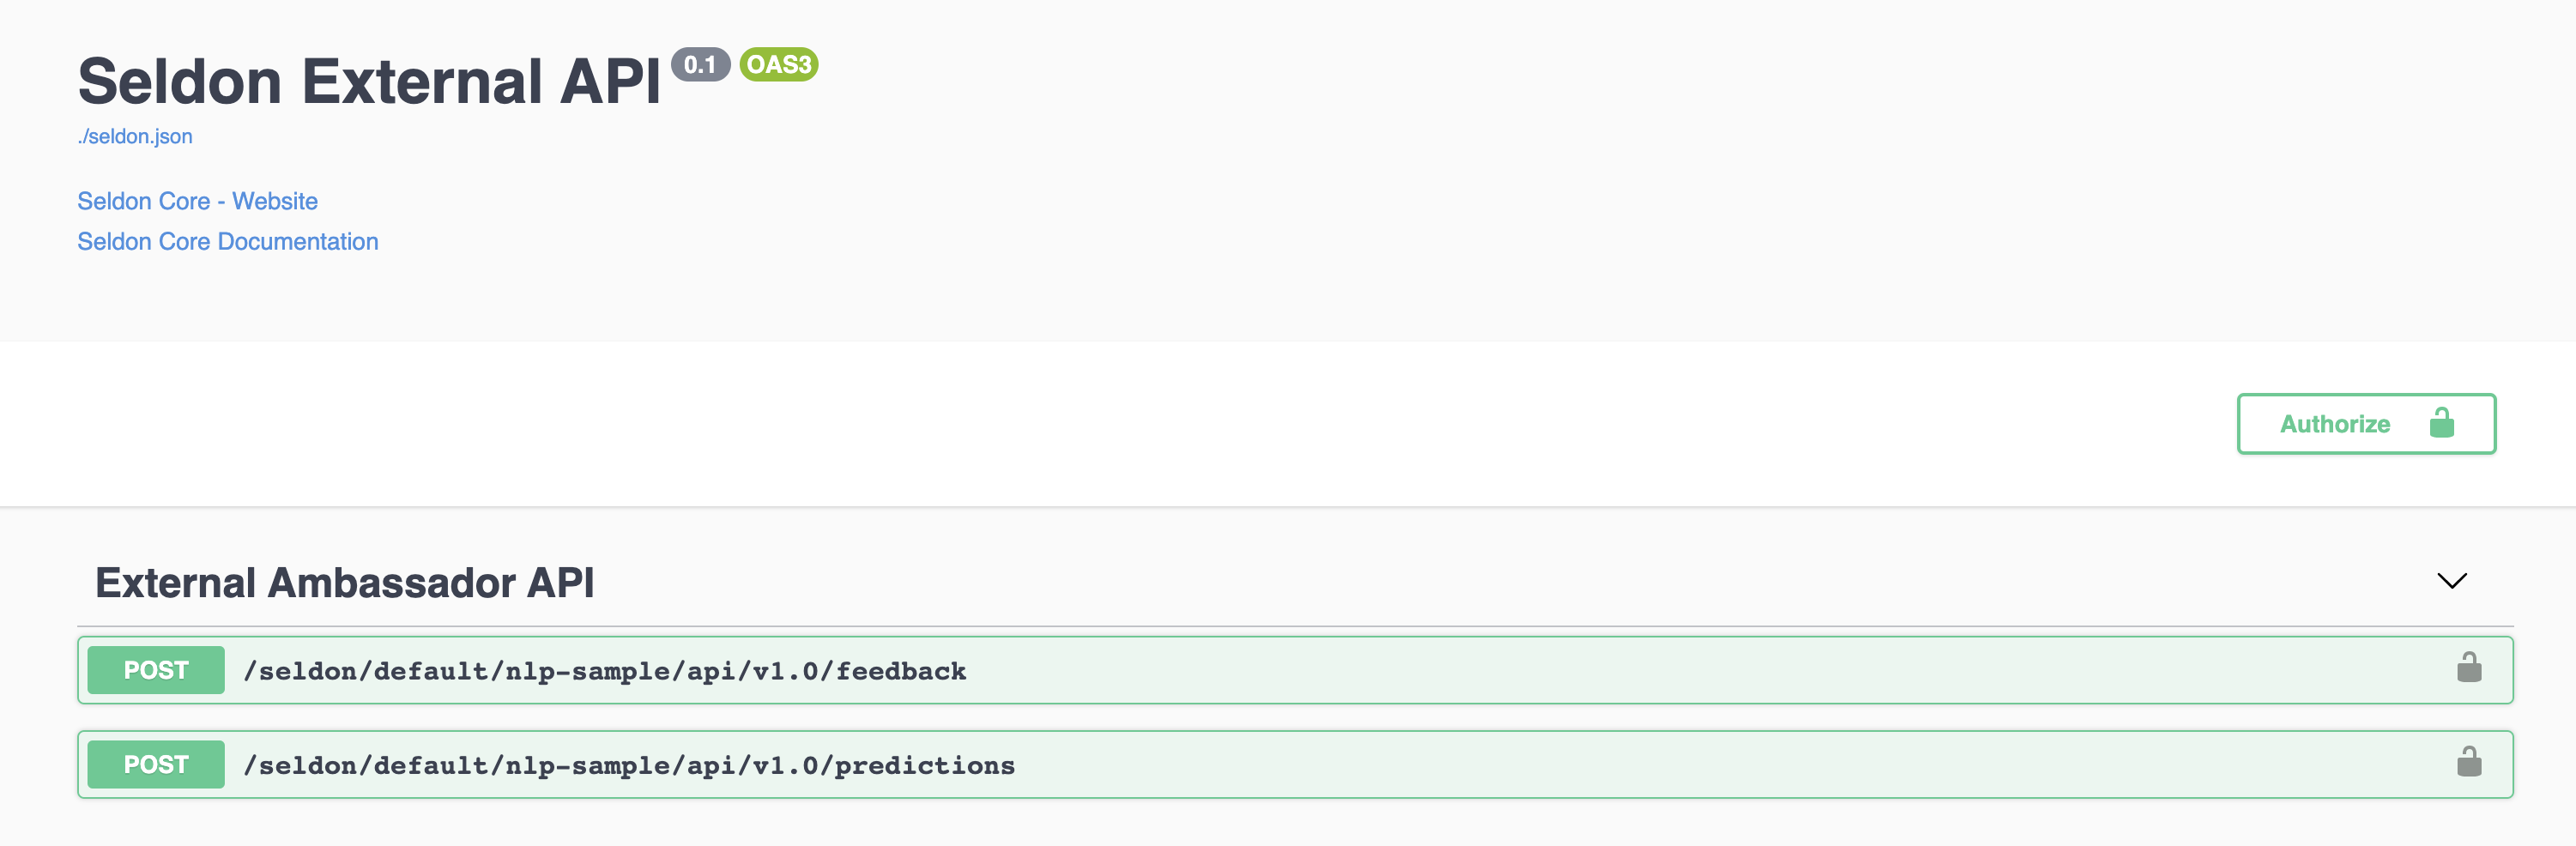 Seldon External API 0.1 OAS3
./seldon.json
Seldon Core - Website
Seldon Core Documentation
Authorize
External Ambassador API
POST /seldon/default/nlp-sample/api/v1.0/feedback
POST /seldon/default/nlp-sample/api/v1.0/predictions